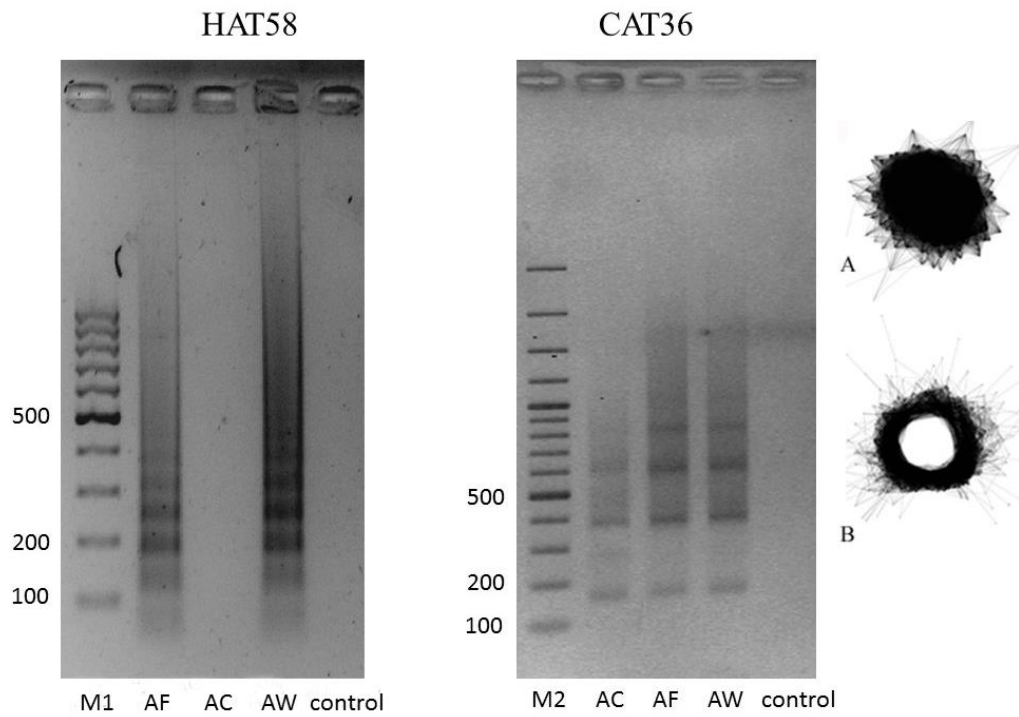 HAT58
CAT36
500
200
100
M1 AF AC AW control
500
200
100
M2 AC AF AW control
A
B